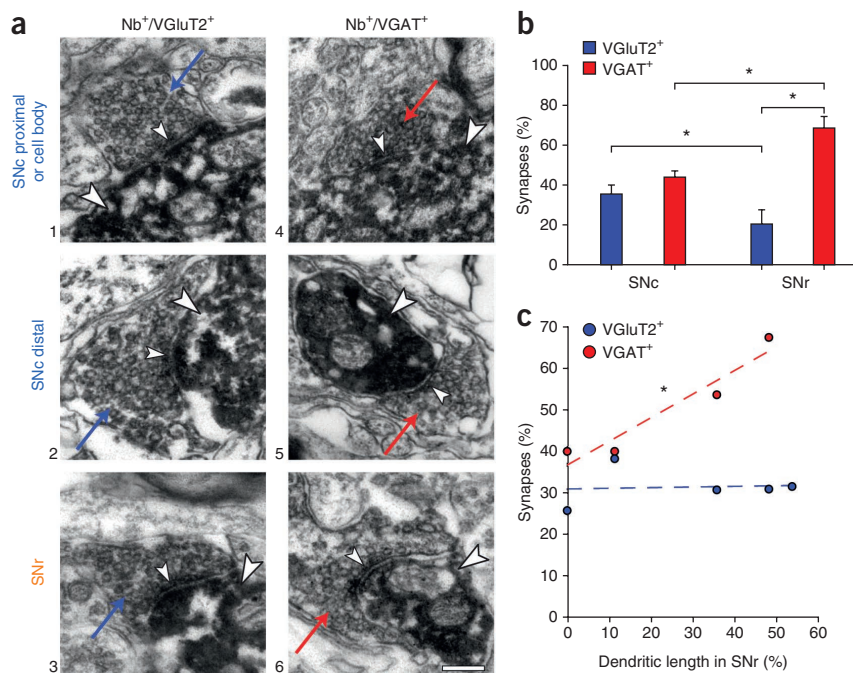 a
Nb+/VGluT2+
Nb+/VGAT+
SNc proximal
or cell body
1
4
SNc distal
2
5
SNr
3
6
b
VGluT2+
VGAT+
Synapses (%)
100
80
60
40
20
0
*
*
*
SNc
SNr
c
VGluT2+
VGAT+
Synapses (%)
70
60
50
40
30
20
10
0
*
0
10
20
30
40
50
60
Dendritic length in SNr (%)